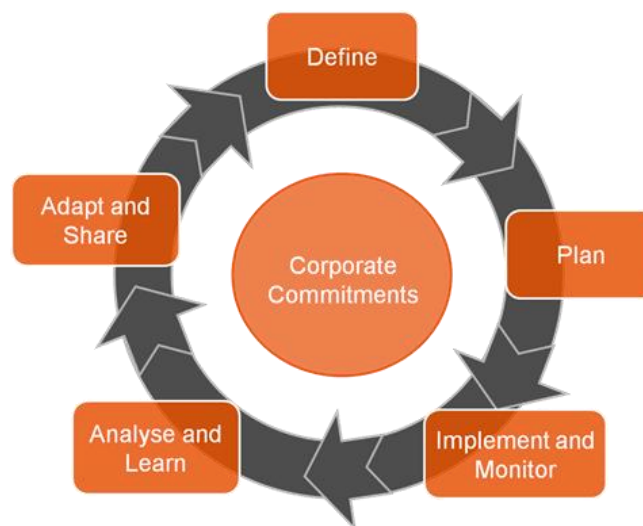 Define
Plan
Implement and
Monitor
Analyse and
Learn
Adapt and
Share
Corporate
Commitments